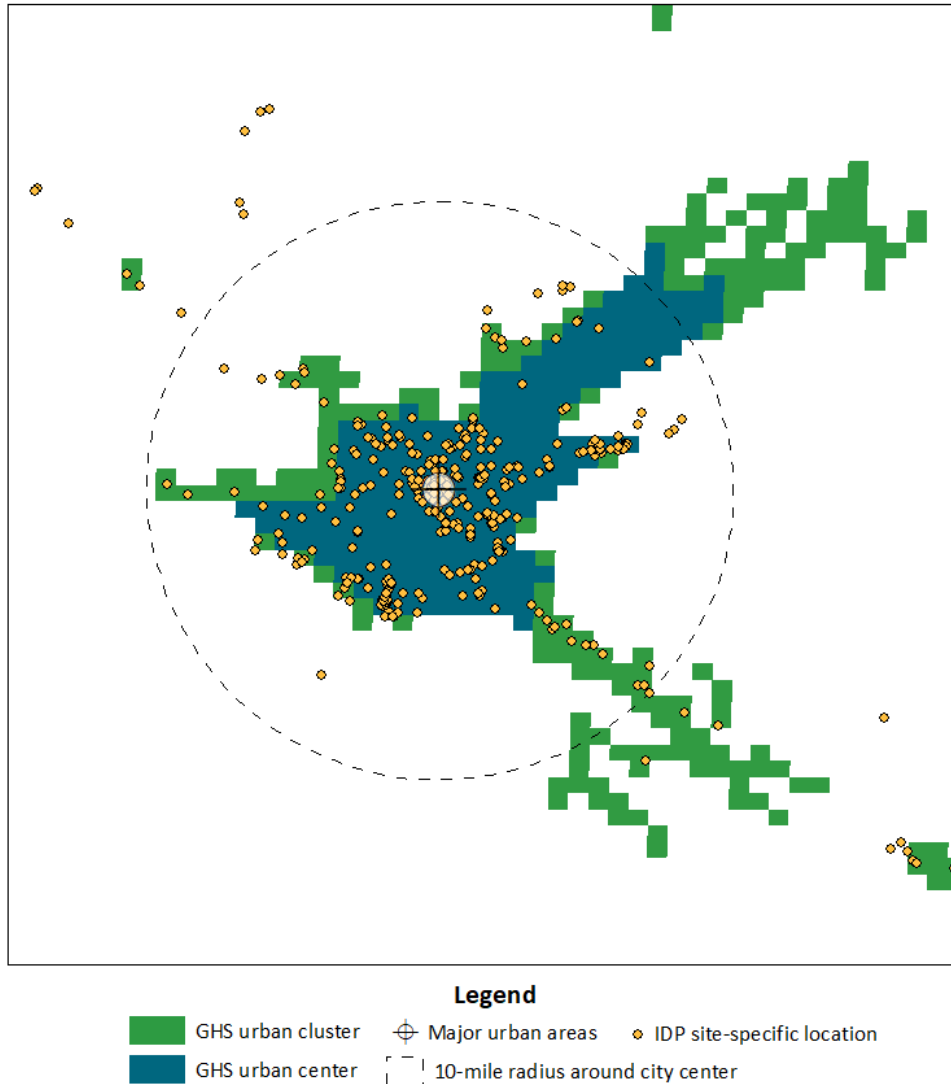 Legend
GHS urban cluster Major urban areas IDP site-specific location
GHS urban center 10-mile radius around city center